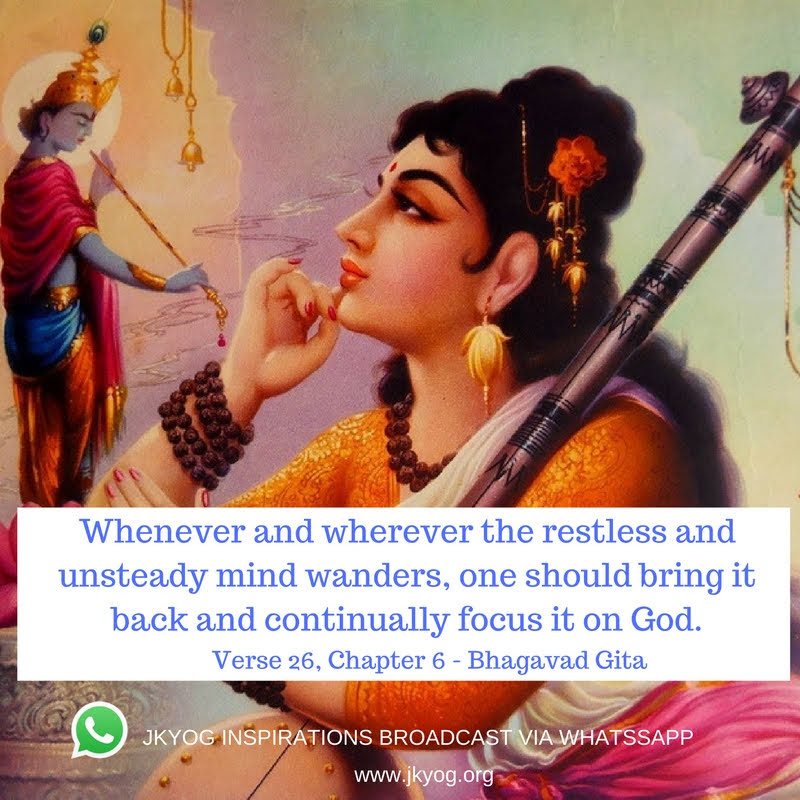 Whenever and wherever the restless and
unsteady mind wanders, one should bring it
back and continually focus it on God.
Verse 26, Chapter 6 - Bhagavad Gita
JKYOG INSPIRATIONS BROADCAST VIA WHATSSAPP
www.jkyog.org